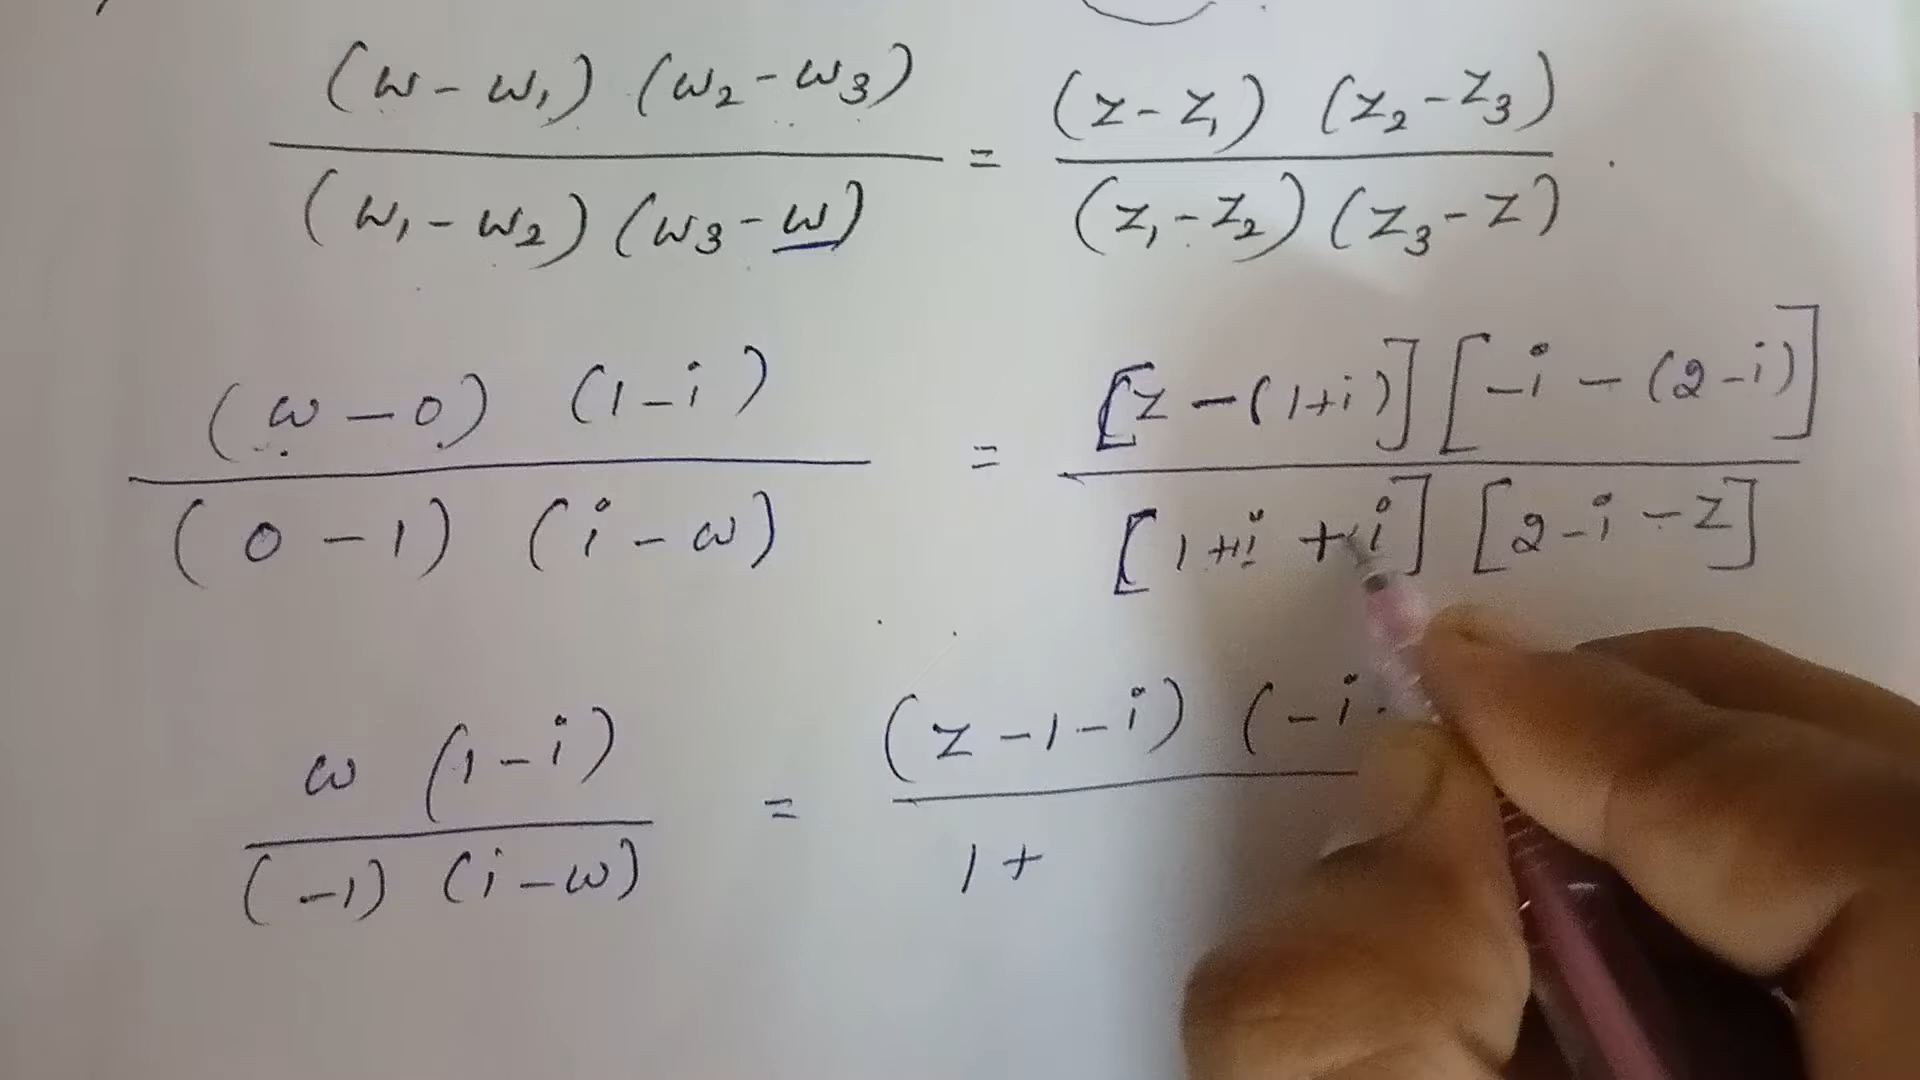 (w - w₁) (w₂ - w₃) / (w₁ - w₂) (w₃ - w) = (z - z₁) (z₂ - z₃) / (z₁ - z₂) (z₃ - z) .
(w - 0) (1 - i) / (0 - 1) (i - w) = [z - (1+i)] [-i - (2 - i)] / [1 + i + i] [2 - i - z]
w (1 - i) / (-1) (i - w) = (z - 1 - i) (-i / 1 +